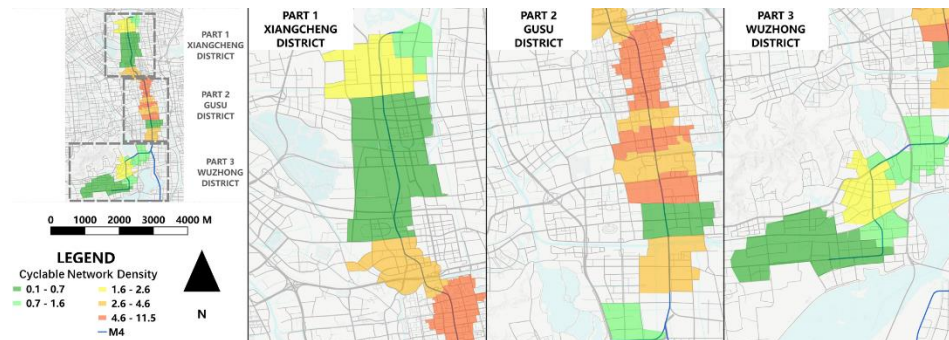 PART 1
XIANGCHENG
DISTRICT
PART 2
GUSU
DISTRICT
PART 3
WUZHONG
DISTRICT
0 1000 2000 3000 4000 M
LEGEND
Cyclable Network Density
0.1 - 0.7
0.7 - 1.6
1.6 - 2.6
2.6 - 4.6
4.6 - 11.5
M4
N
PART 1
XIANGCHENG
DISTRICT
PART 2
GUSU
DISTRICT
PART 3
WUZHONG
DISTRICT